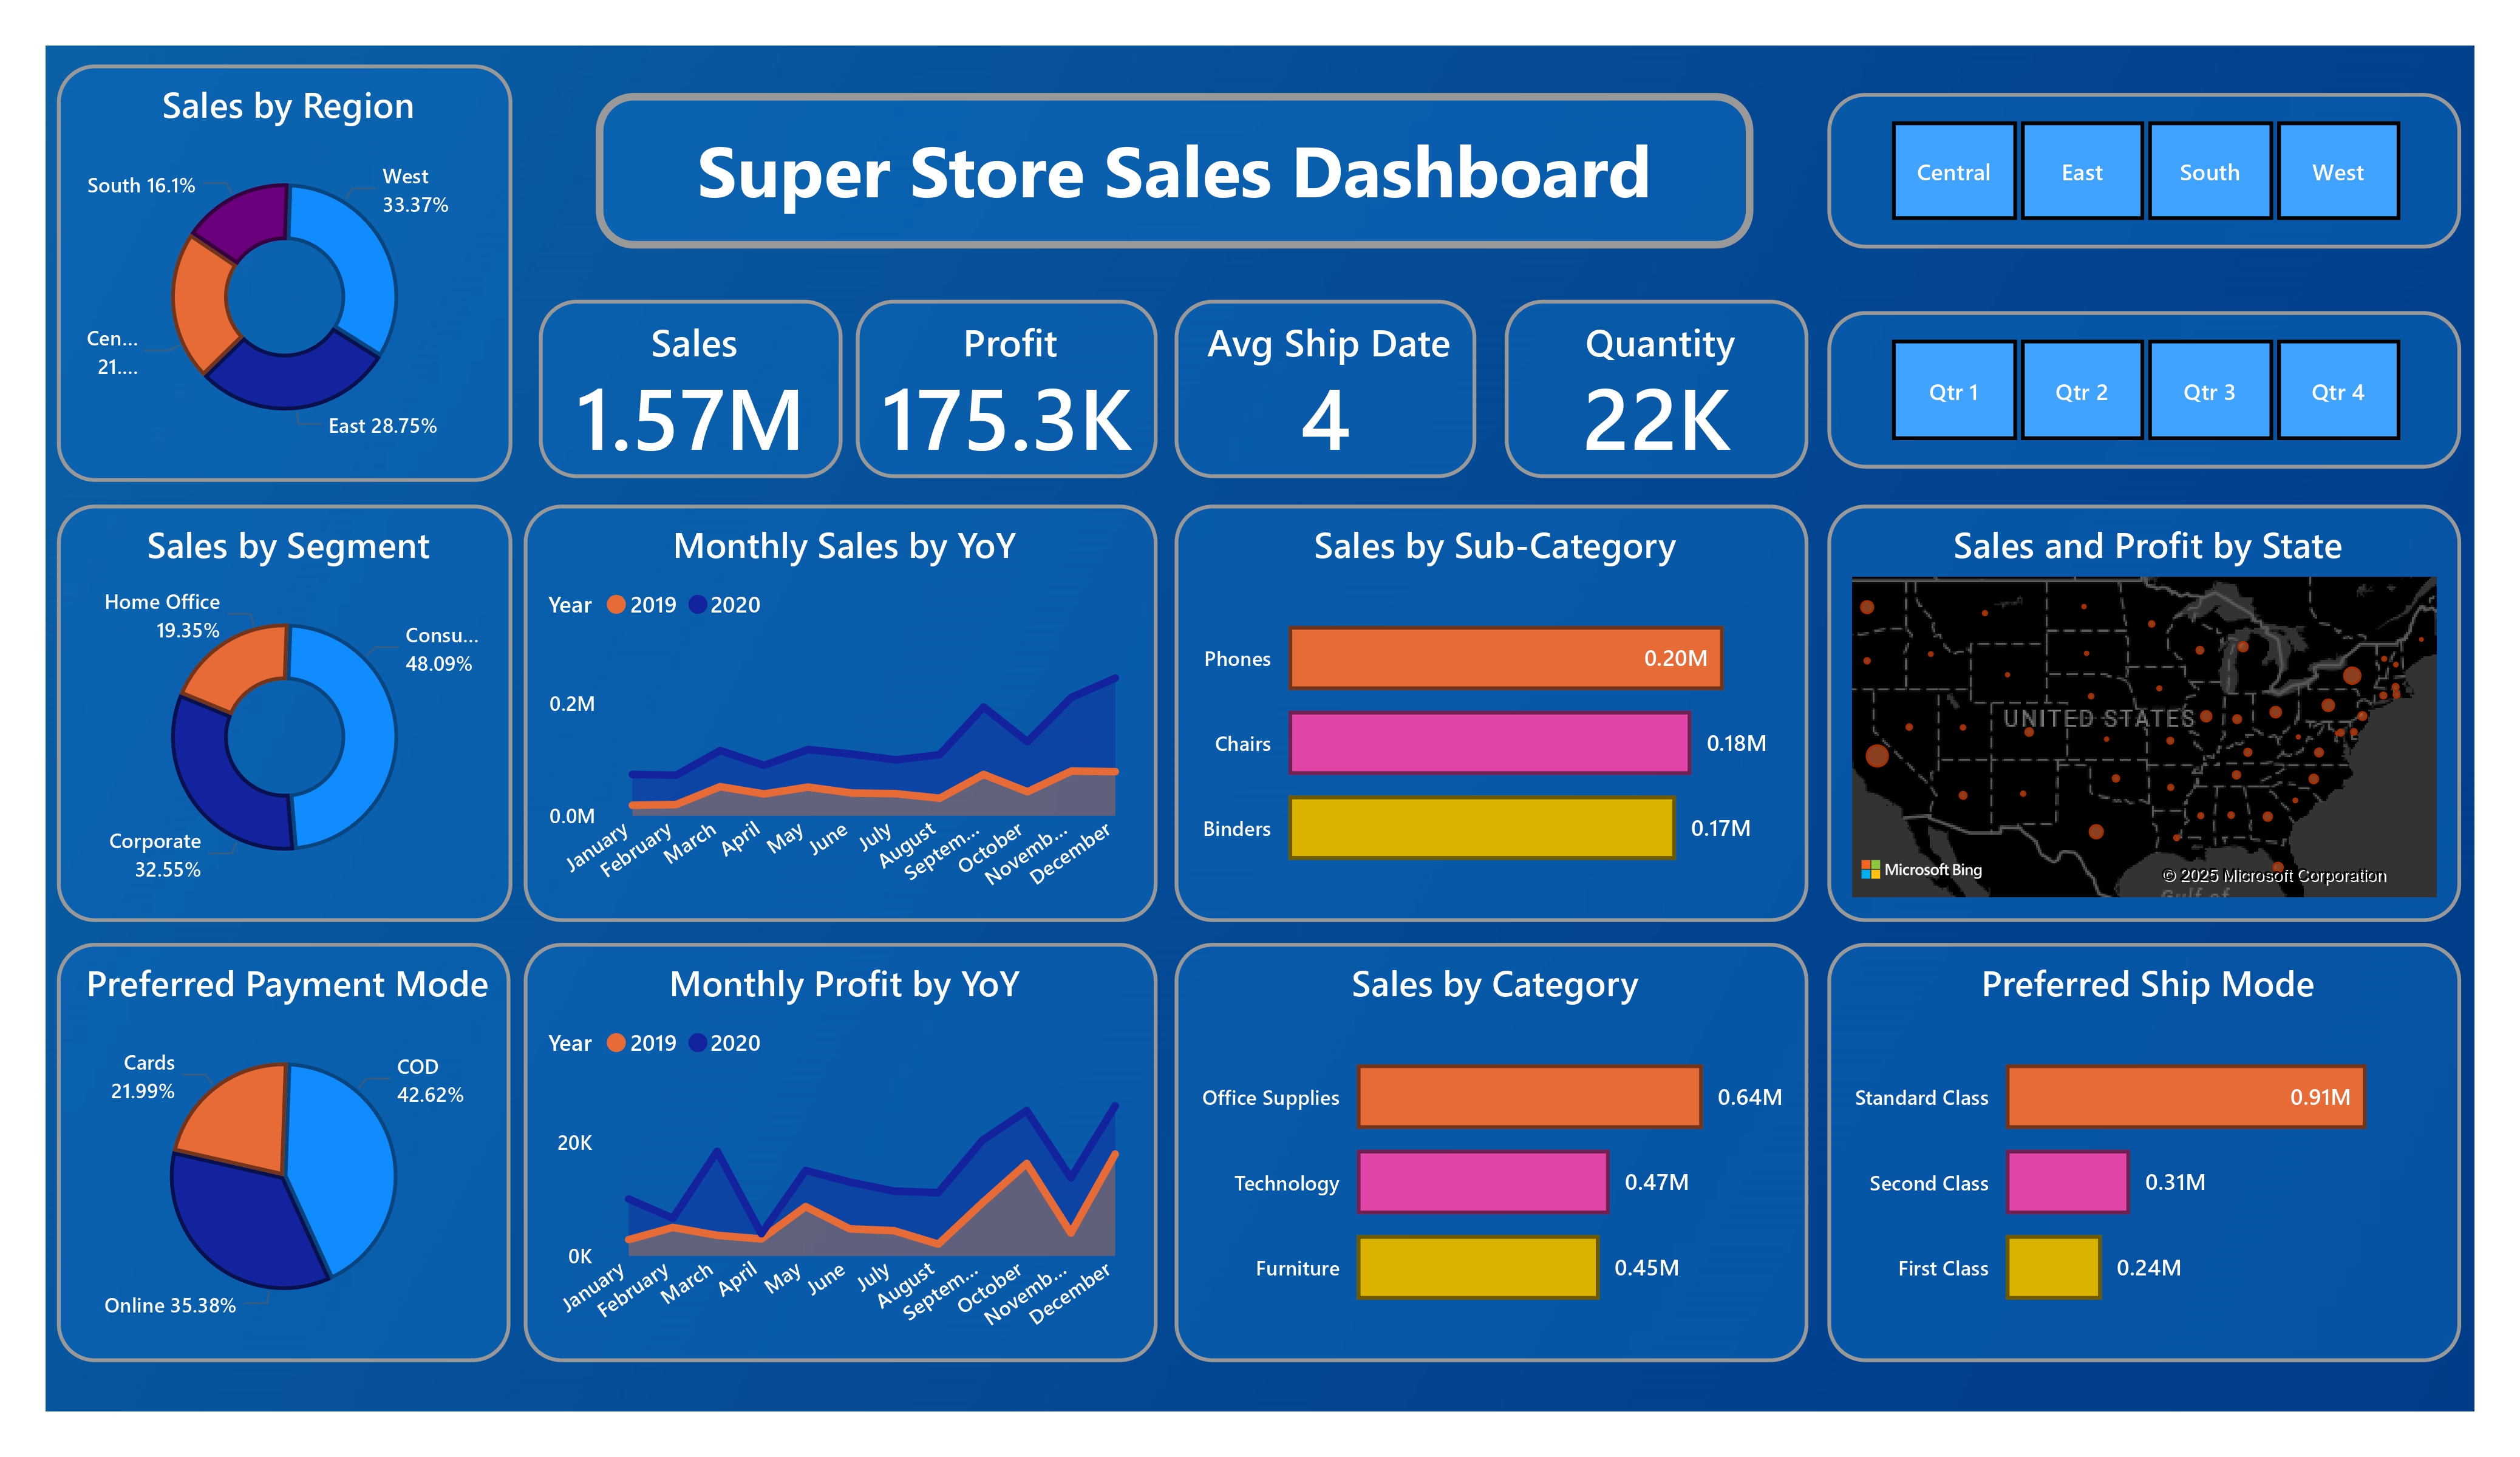 Sales by Region
South 16.1%
West
33.37%
Cen...
21....
East 28.75%
Super Store Sales Dashboard
Central
East
South
West
Sales
1.57M
Profit
175.3K
Avg Ship Date
4
Quantity
22K
Qtr 1
Qtr 2
Qtr 3
Qtr 4
Sales by Segment
Home Office
19.35%
Consu...
48.09%
Corporate
32.55%
Monthly Sales by YoY
Year 2019 2020
0.2M
0.0M
January
February
March
April
May
June
July
August
Septem...
October
Novemb...
December
Sales by Sub-Category
Phones 0.20M
Chairs 0.18M
Binders 0.17M
Sales and Profit by State
UNITED STATES
Microsoft Bing
© 2025 Microsoft Corporation
Gulf of
Preferred Payment Mode
Cards
21.99%
COD
42.62%
Online 35.38%
Monthly Profit by YoY
Year 2019 2020
20K
0K
January
February
March
April
May
June
July
August
Septem...
October
Novemb...
December
Sales by Category
Office Supplies 0.64M
Technology 0.47M
Furniture 0.45M
Preferred Ship Mode
Standard Class 0.91M
Second Class 0.31M
First Class 0.24M